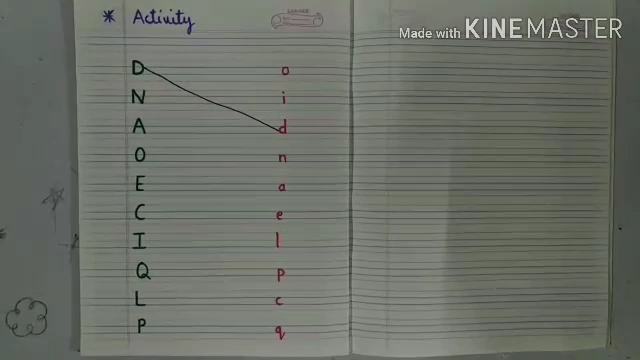 * Activity
Made with KINEMASTER
D o
N i
A d
O n
E a
C e
I l
Q p
L c
P q